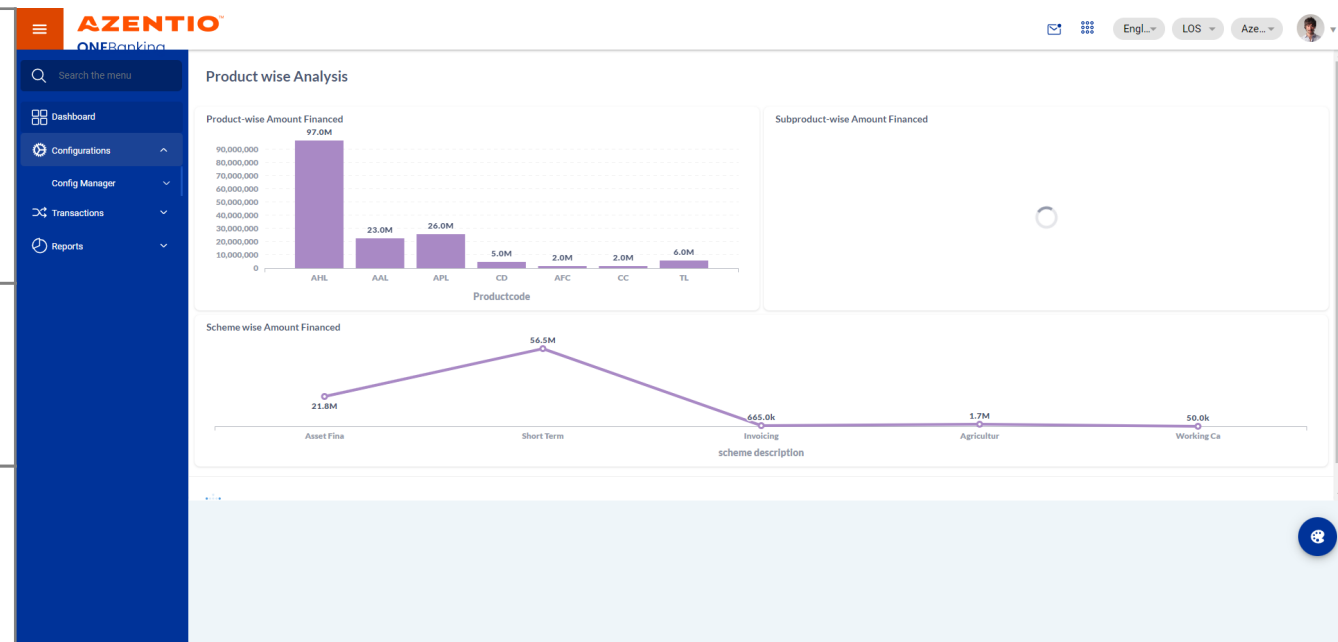 AZENTIO
ONEBanking
Engl...
LOS
Aze...
Search the menu
Dashboard
Configurations
Config Manager
Transactions
Reports
Product wise Analysis
Product-wise Amount Financed
97.0M
90,000,000
80,000,000
70,000,000
60,000,000
50,000,000
40,000,000
30,000,000
20,000,000
10,000,000
0
23.0M
26.0M
5.0M
2.0M
2.0M
6.0M
AHL AAL APL CD AFC CC TL
Productcode
Subproduct-wise Amount Financed
Scheme wise Amount Financed
56.5M
21.8M
665.0k
1.7M
50.0k
Asset Fina Short Term Invoicing Agricultur Working Ca
scheme description